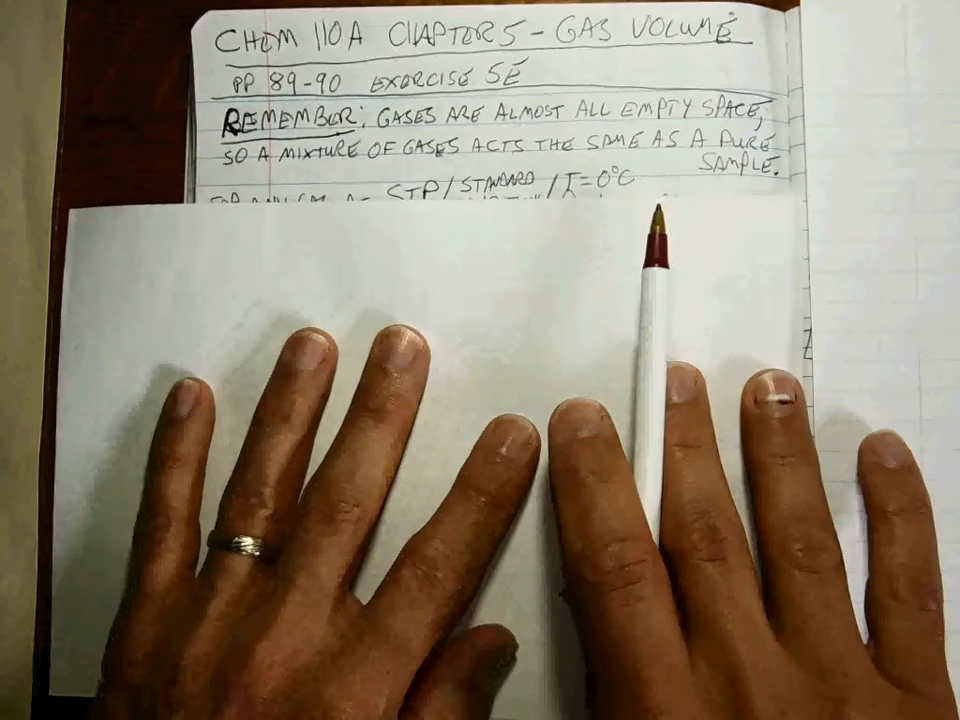 CHEM 110A CHAPTER 5 - GAS VOLUME
PP 89-90 EXERCISE 5E
REMEMBER: GASES ARE ALMOST ALL EMPTY SPACE,
SO A MIXTURE OF GASES ACTS THE SAME AS A PURE
SAMPLE.
STP / STANDARD / T=0°C